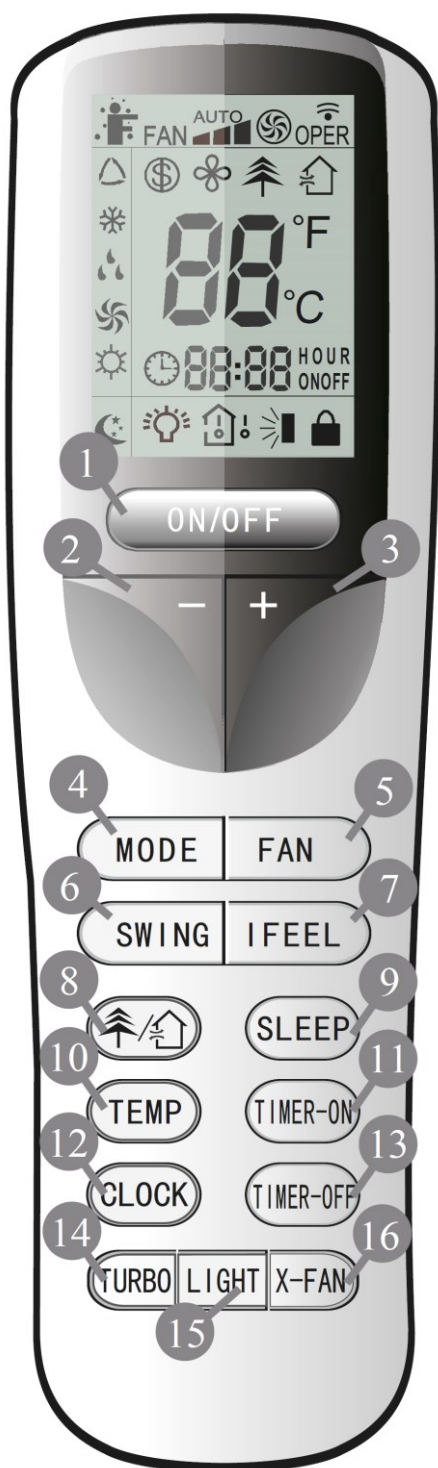 AUTO
FAN OPER
88 °F
°C
88:88 HOUR
ONOFF
1
ON/OFF
2 3
- +
4 5
MODE FAN
6 7
SWING IFEEL
8 9
/ SLEEP
10 11
TEMP TIMER-ON
12 13
CLOCK TIMER-OFF
14 16
TURBO LIGHT X-FAN
15